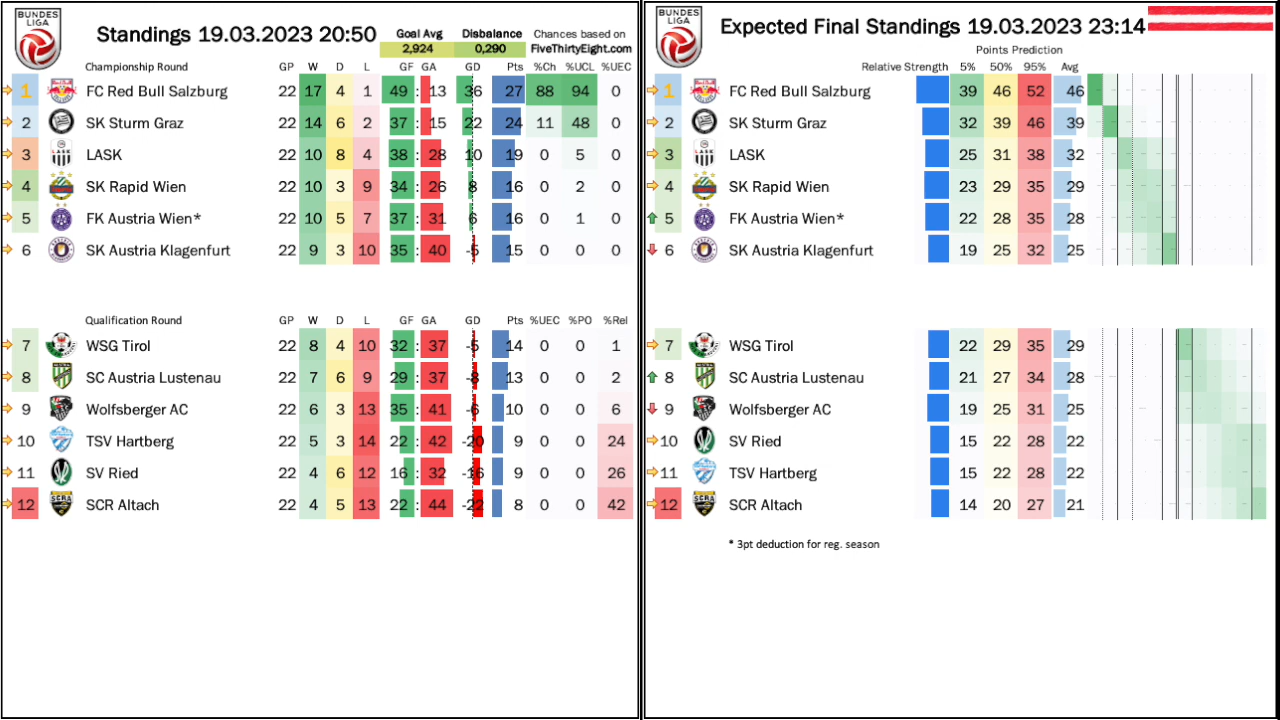 BUNDES LIGA
Standings 19.03.2023 20:50
Goal Avg Disbalance Chances based on
2,924 0,290 FiveThirtyEight.com
Championship Round GP W D L GF GA GD Pts %Ch %UCL %UEC
1 FC Red Bull Salzburg 22 17 4 1 49 : 13 36 27 88 94 0
2 SK Sturm Graz 22 14 6 2 37 : 15 22 24 11 48 0
3 LASK 22 10 8 4 38 : 28 10 19 0 5 0
4 SK Rapid Wien 22 10 3 9 34 : 26 8 16 0 2 0
5 FK Austria Wien* 22 10 5 7 37 : 31 6 16 0 1 0
6 SK Austria Klagenfurt 22 9 3 10 35 : 40 -5 15 0 0 0
Qualification Round GP W D L GF GA GD Pts %UEC %PO %Rel
7 WSG Tirol 22 8 4 10 32 : 37 -5 14 0 0 1
8 SC Austria Lustenau 22 7 6 9 29 : 37 -8 13 0 0 2
9 Wolfsberger AC 22 6 3 13 35 : 41 -6 10 0 0 6
10 TSV Hartberg 22 5 3 14 22 : 42 -20 9 0 0 24
11 SV Ried 22 4 6 12 16 : 32 -16 9 0 0 26
12 SCR Altach 22 4 5 13 22 : 44 -22 8 0 0 42
BUNDES LIGA
Expected Final Standings 19.03.2023 23:14
Points Prediction
Relative Strength 5% 50% 95% Avg
1 FC Red Bull Salzburg 39 46 52 46
2 SK Sturm Graz 32 39 46 39
3 LASK 25 31 38 32
4 SK Rapid Wien 23 29 35 29
5 FK Austria Wien* 22 28 35 28
6 SK Austria Klagenfurt 19 25 32 25
7 WSG Tirol 22 29 35 29
8 SC Austria Lustenau 21 27 34 28
9 Wolfsberger AC 19 25 31 25
10 SV Ried 15 22 28 22
11 TSV Hartberg 15 22 28 22
12 SCR Altach 14 20 27 21
* 3pt deduction for reg. season